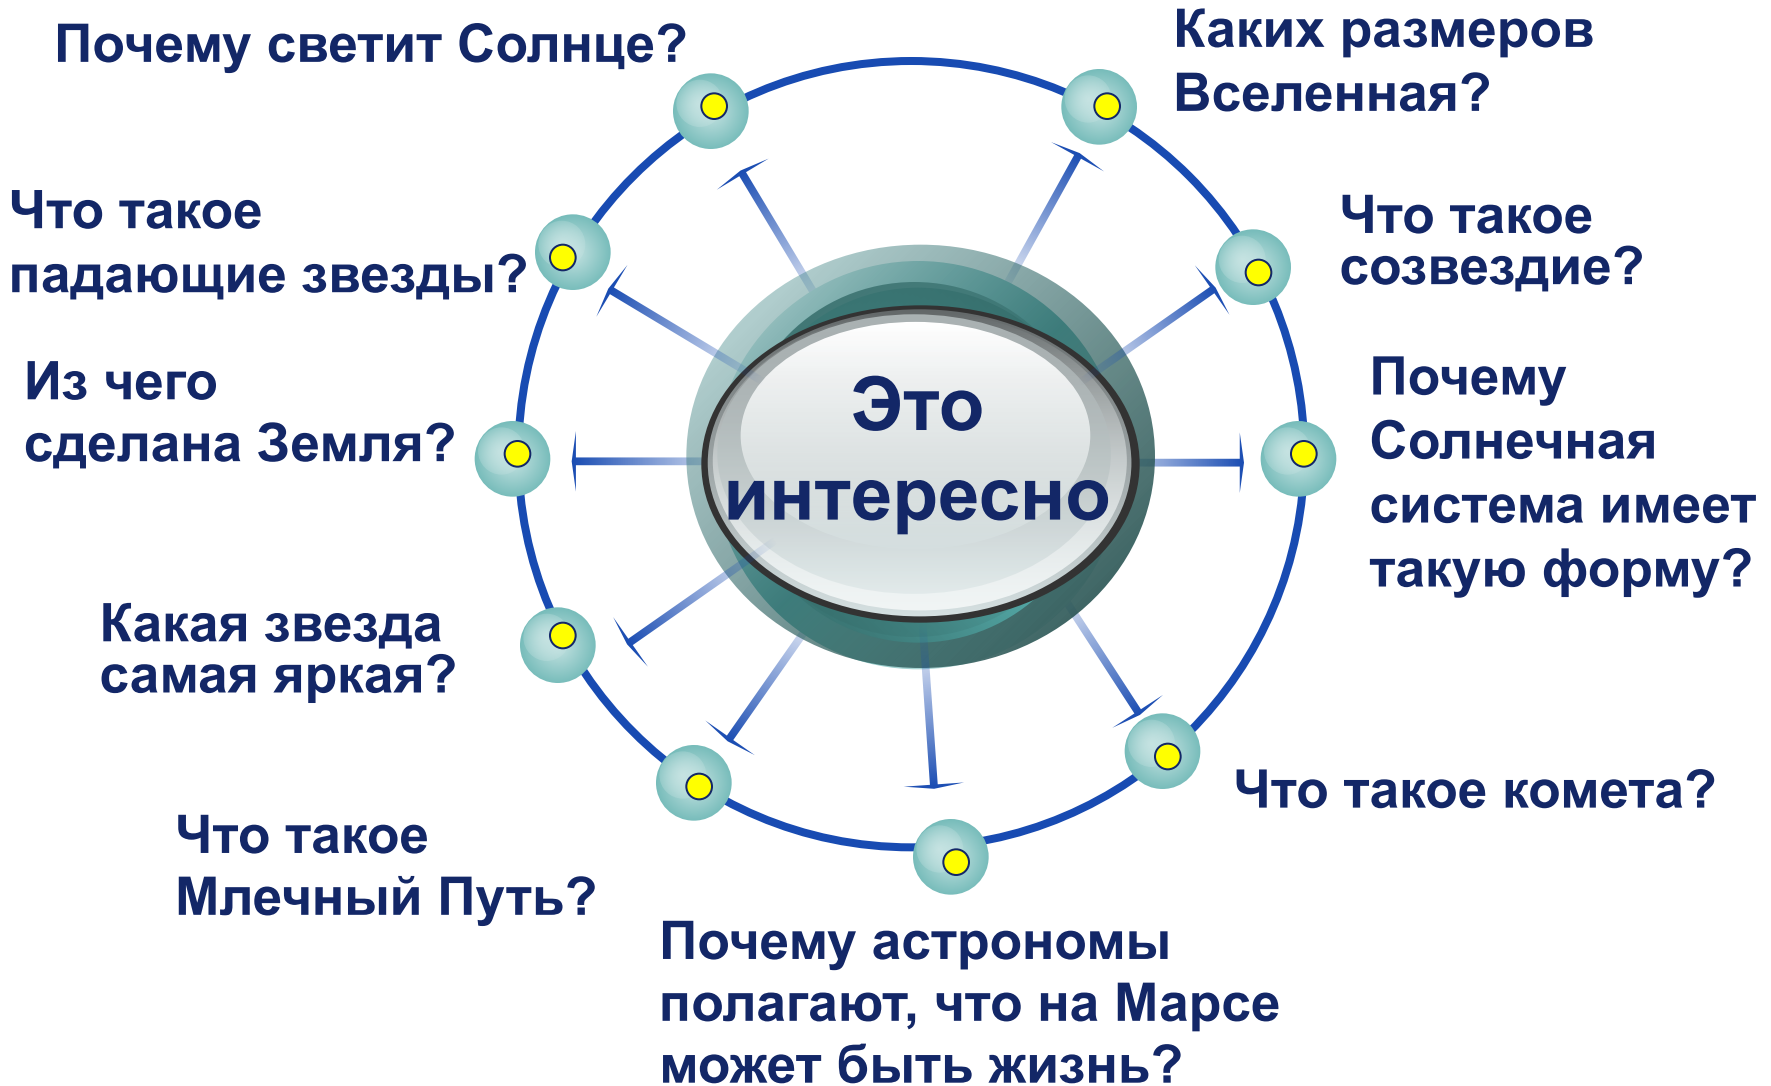 Почему светит Солнце?
Каких размеров
Вселенная?
Что такое
падающие звезды?
Что такое
созвездие?
Из чего
сделана Земля?
Это
интересно
Почему
Солнечная
система имеет
такую форму?
Какая звезда
самая яркая?
Что такое комета?
Что такое
Млечный Путь?
Почему астрономы
полагают, что на Марсе
может быть жизнь?